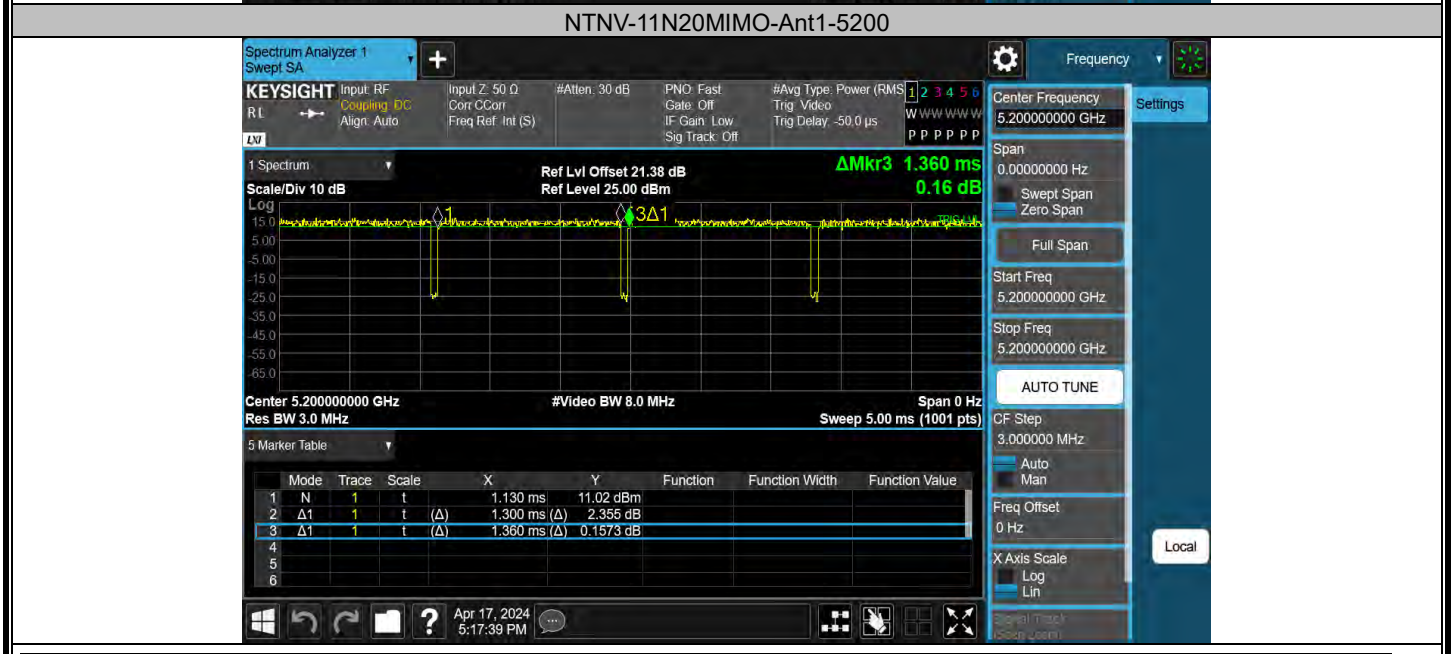 NTNV-11N20MIMO-Ant1-5200
Spectrum Analyzer 1
Swept SA
+
Frequency
KEYSIGHT Input: RF Input Z: 50 Ω #Atten: 30 dB PNO: Fast #Avg Type: Power (RMS 1 2 3 4 5 6
RL Coupling: DC Corr CCorr Gate: Off Trig: Video W W W W W W
Align: Auto Freq Ref: Int (S) IF Gain: Low Trig Delay: -50.0 µs
LXI Sig Track: Off P P P P P P
Center Frequency
5.200000000 GHz
Settings
1 Spectrum
Ref Lvl Offset 21.38 dB
ΔMkr3 1.360 ms
Scale/Div 10 dB
Ref Level 25.00 dBm
0.16 dB
Span
0.00000000 Hz
Swept Span
Zero Span
Log
15.0
5.00
-5.00
-15.0
-25.0
-35.0
-45.0
-55.0
-65.0
1
3Δ1
TRIG LVL
Full Span
Start Freq
5.200000000 GHz
Stop Freq
5.200000000 GHz
AUTO TUNE
Center 5.200000000 GHz #Video BW 8.0 MHz Span 0 Hz
Res BW 3.0 MHz Sweep 5.00 ms (1001 pts)
CF Step
3.000000 MHz
Auto
Man
5 Marker Table
Mode Trace Scale X Y Function Function Width Function Value
1 N 1 t 1.130 ms 11.02 dBm
2 Δ1 1 t (Δ) 1.300 ms (Δ) 2.355 dB
3 Δ1 1 t (Δ) 1.360 ms (Δ) 0.1573 dB
4
5
6
Freq Offset
0 Hz
X Axis Scale
Log
Lin
Local
Signal Track
(Span Zoom)
? Apr 17, 2024
5:17:39 PM